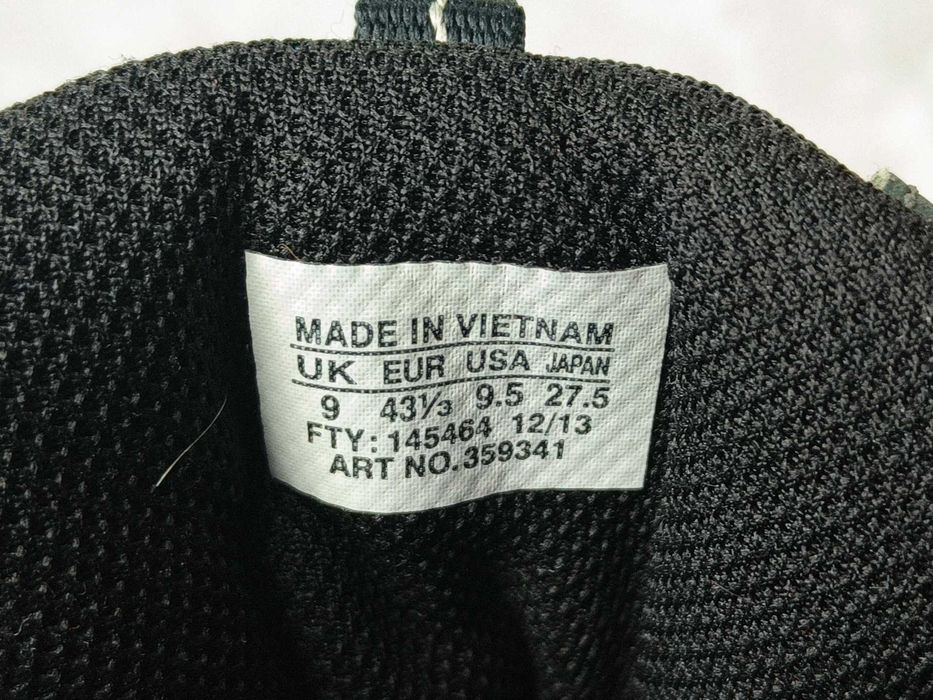 MADE IN VIETNAM
UK EUR USA JAPAN
9 43⅓ 9.5 27.5
FTY: 145464 12/13
ART NO. 359341